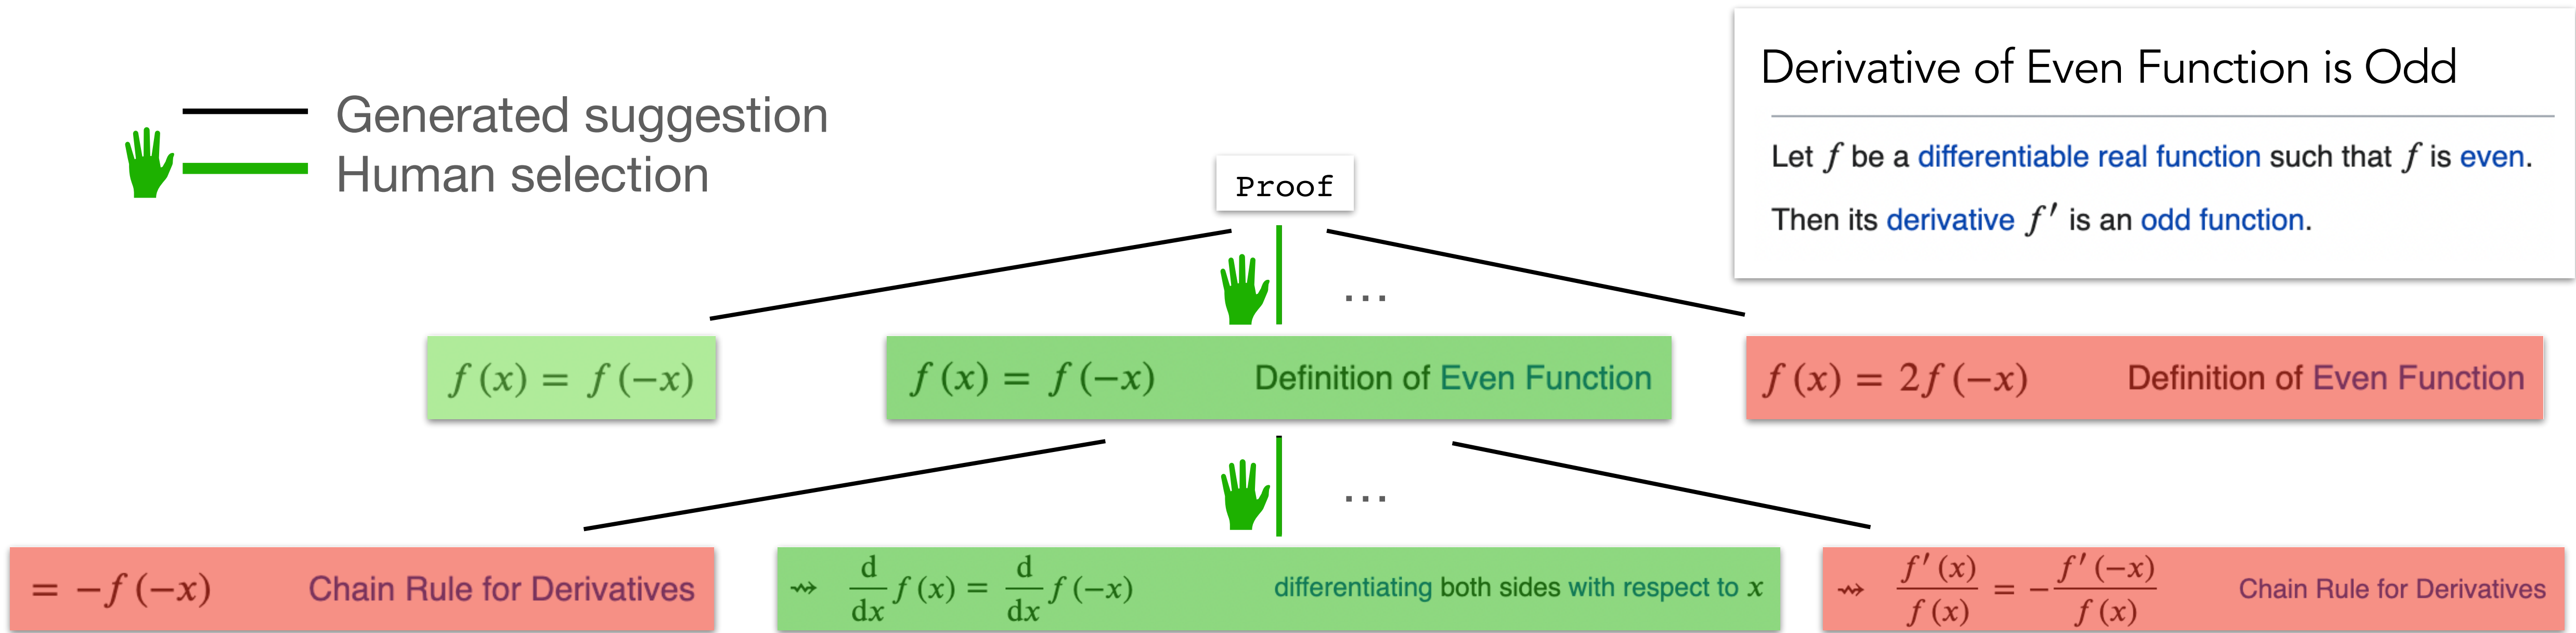 Generated suggestion
Human selection
Derivative of Even Function is Odd
Let f be a differentiable real function such that f is even.
Then its derivative f′ is an odd function.
Proof
...
f(x) = f(−x)
f(x) = f(−x) Definition of Even Function
f(x) = 2f(−x) Definition of Even Function
...
= −f(−x) Chain Rule for Derivatives
⇝ d/dx f(x) = d/dx f(−x) differentiating both sides with respect to x
⇝ f′(x)/f(x) = −f′(−x)/f(x) Chain Rule for Derivatives